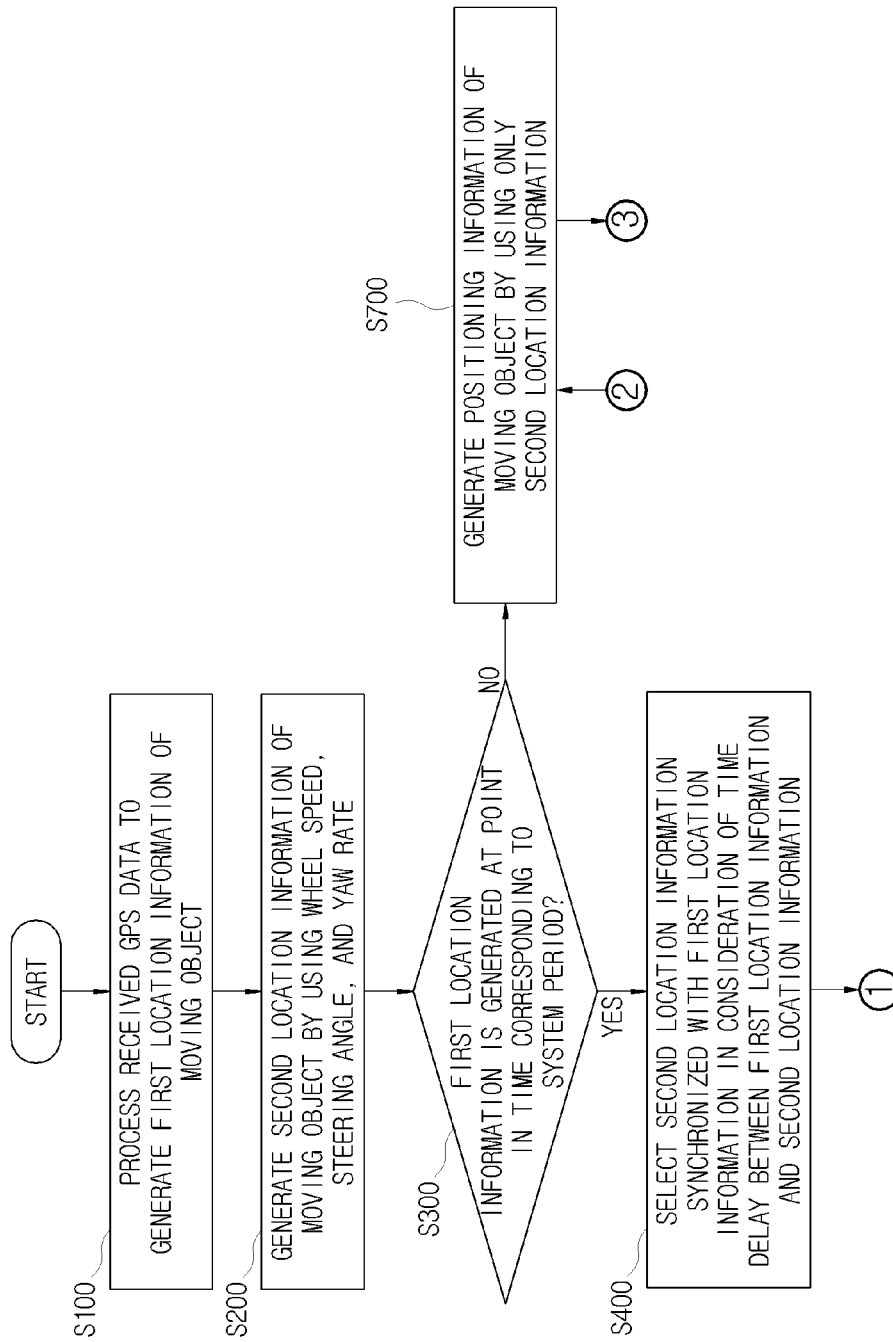 START
S100
PROCESS RECEIVED GPS DATA TO
GENERATE FIRST LOCATION INFORMATION OF
MOVING OBJECT
S200
GENERATE SECOND LOCATION INFORMATION OF
MOVING OBJECT BY USING WHEEL SPEED,
STEERING ANGLE, AND YAW RATE
S300
FIRST LOCATION
INFORMATION IS GENERATED AT POINT
IN TIME CORRESPONDING TO
SYSTEM PERIOD?
NO
YES
S700
GENERATE POSITIONING INFORMATION OF
MOVING OBJECT BY USING ONLY
SECOND LOCATION INFORMATION
2
3
S400
SELECT SECOND LOCATION INFORMATION
SYNCHRONIZED WITH FIRST LOCATION
INFORMATION IN CONSIDERATION OF TIME
DELAY BETWEEN FIRST LOCATION INFORMATION
AND SECOND LOCATION INFORMATION
1